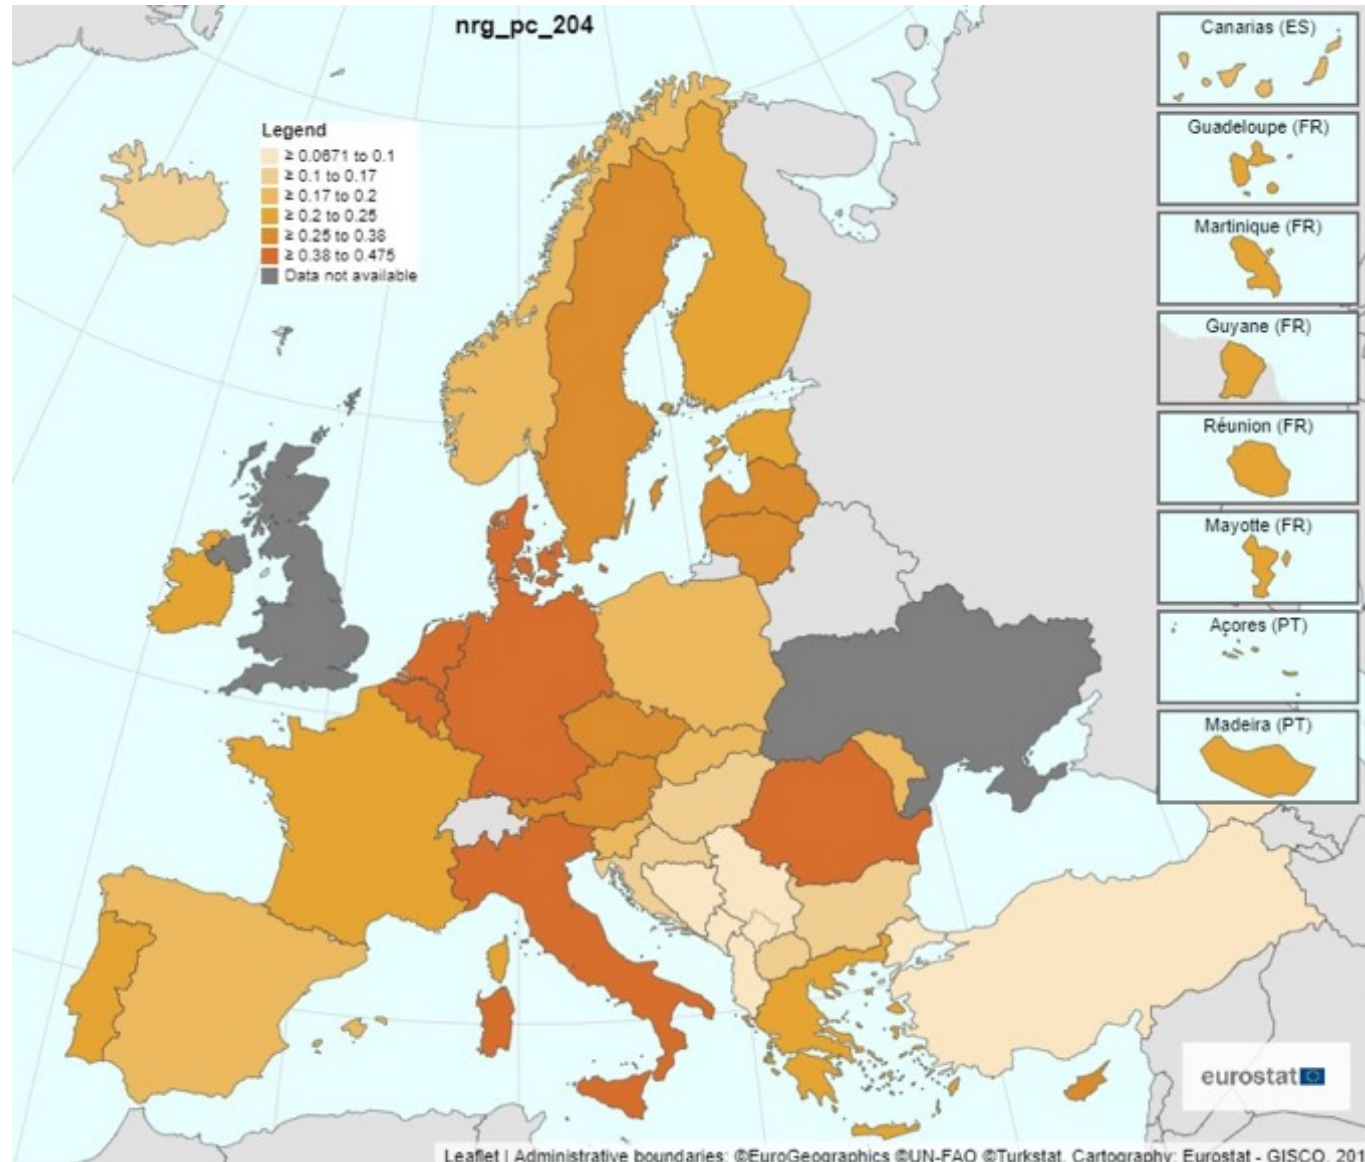 nrg_pc_204
Legend
≥ 0.0671 to 0.1
≥ 0.1 to 0.17
≥ 0.17 to 0.2
≥ 0.2 to 0.25
≥ 0.25 to 0.38
≥ 0.38 to 0.475
Data not available
Canarias (ES)
Guadeloupe (FR)
Martinique (FR)
Guyane (FR)
Réunion (FR)
Mayotte (FR)
Açores (PT)
Madeira (PT)
eurostat
Leaflet | Administrative boundaries: ©EuroGeographics ©UN-FAO ©Turkstat, Cartography: Eurostat - GISCO, 201